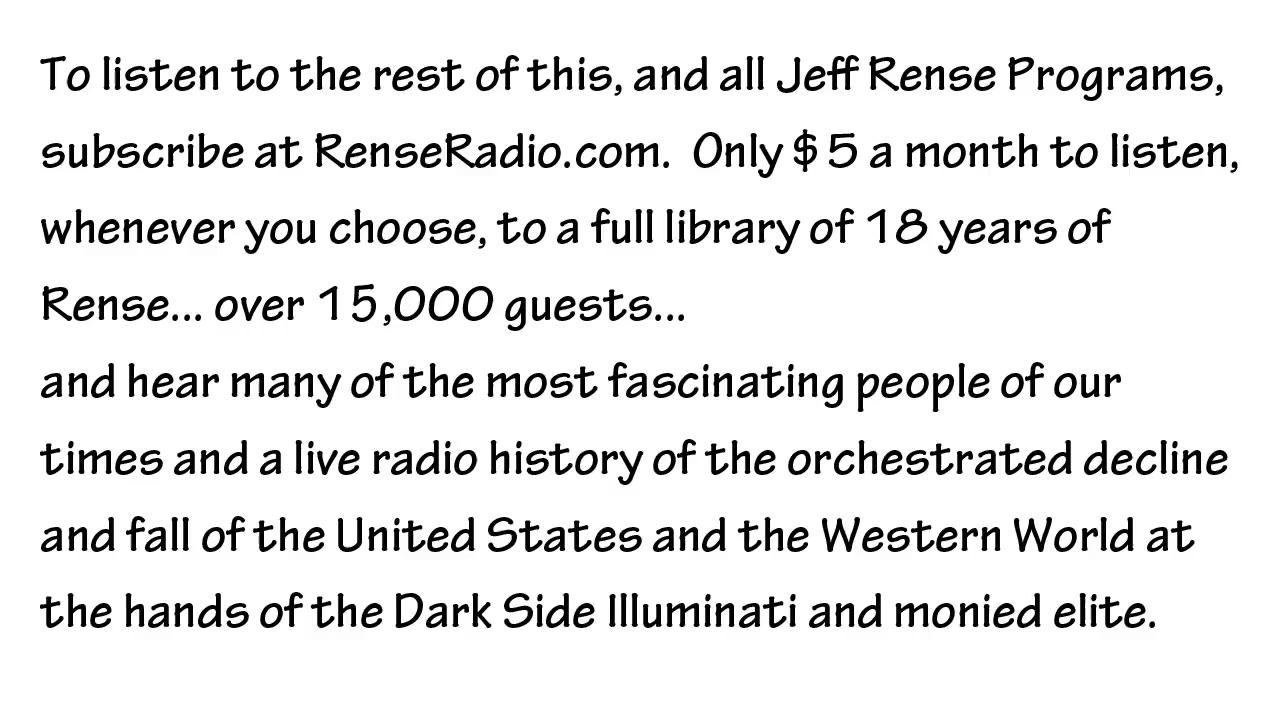 To listen to the rest of this, and all Jeff Rense Programs,
subscribe at RenseRadio.com.  Only $5 a month to listen,
whenever you choose, to a full library of 18 years of
Rense... over 15,000 guests...
and hear many of the most fascinating people of our
times and a live radio history of the orchestrated decline
and fall of the United States and the Western World at
the hands of the Dark Side Illuminati and monied elite.